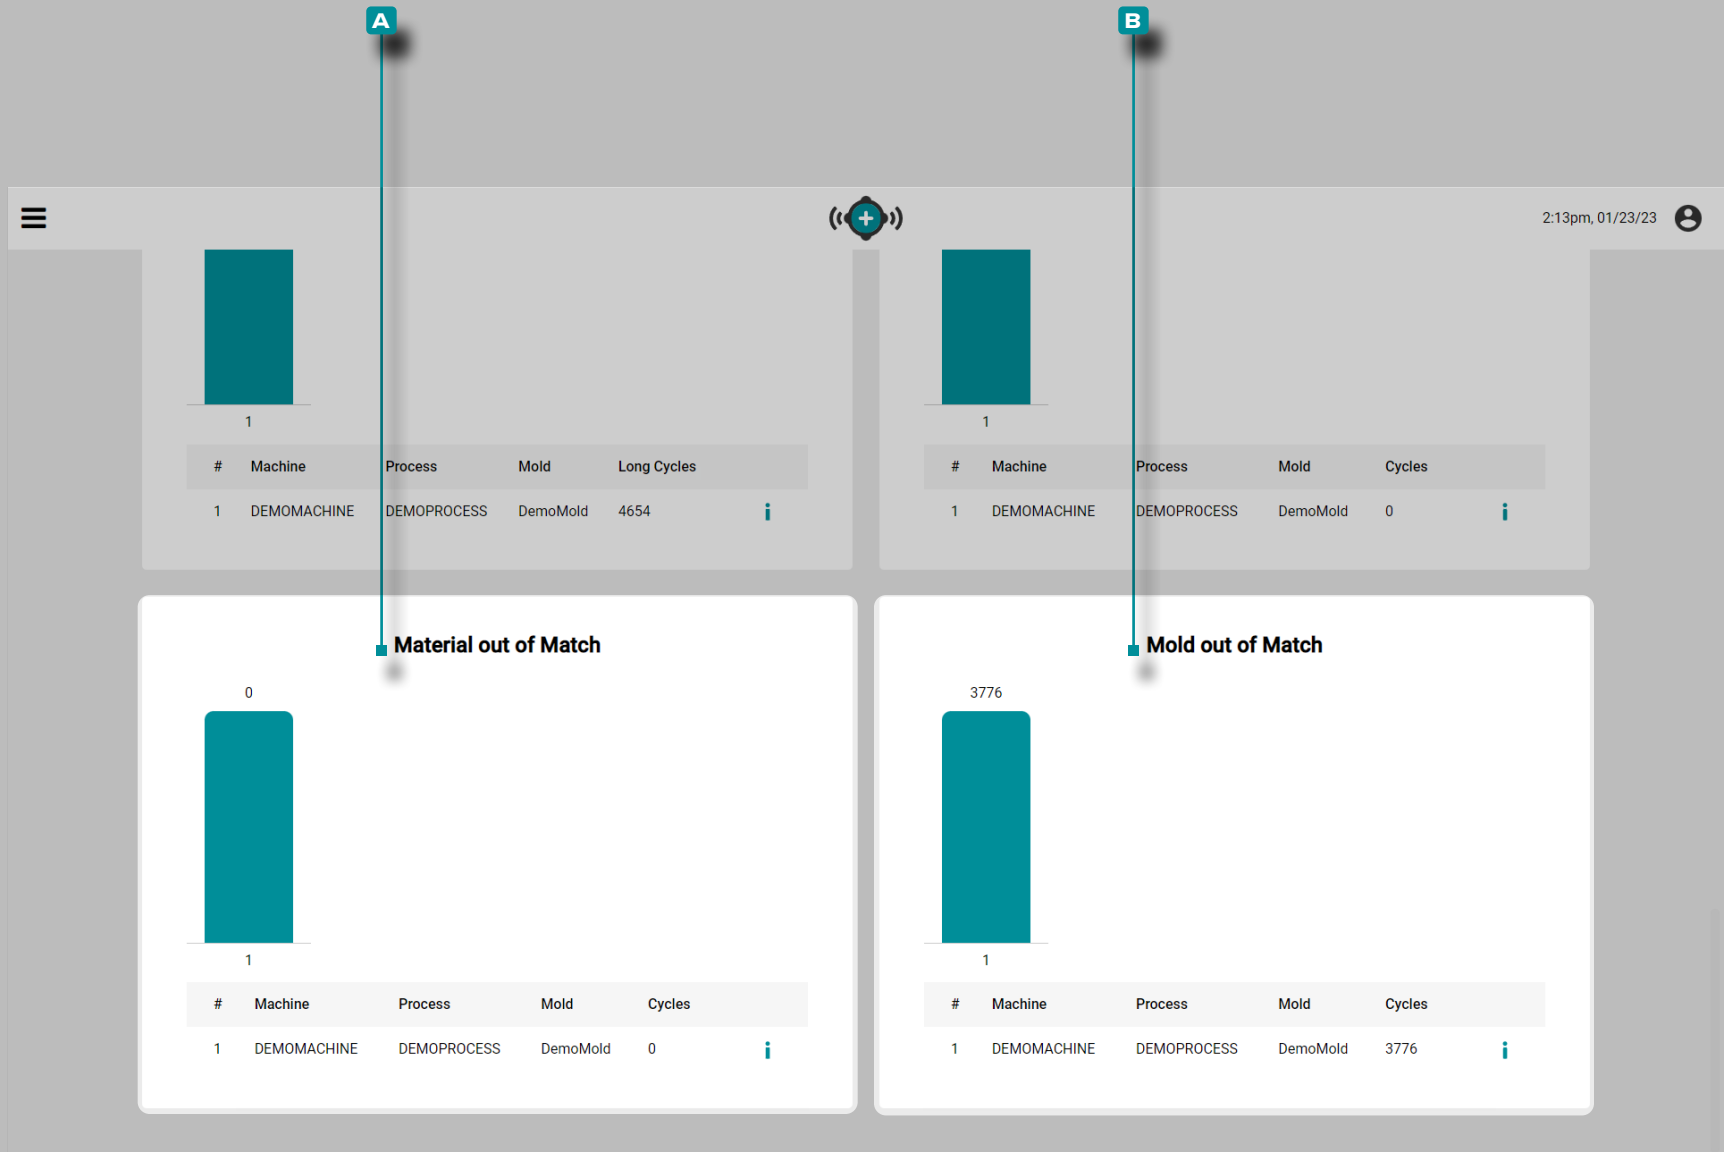 A
B
2:13pm, 01/23/23
1
# Machine Process Mold Long Cycles
1 DEMOMACHINE DEMOPROCESS DemoMold 4654
1
# Machine Process Mold Cycles
1 DEMOMACHINE DEMOPROCESS DemoMold 0
Material out of Match
0
1
# Machine Process Mold Cycles
1 DEMOMACHINE DEMOPROCESS DemoMold 0
Mold out of Match
3776
1
# Machine Process Mold Cycles
1 DEMOMACHINE DEMOPROCESS DemoMold 3776